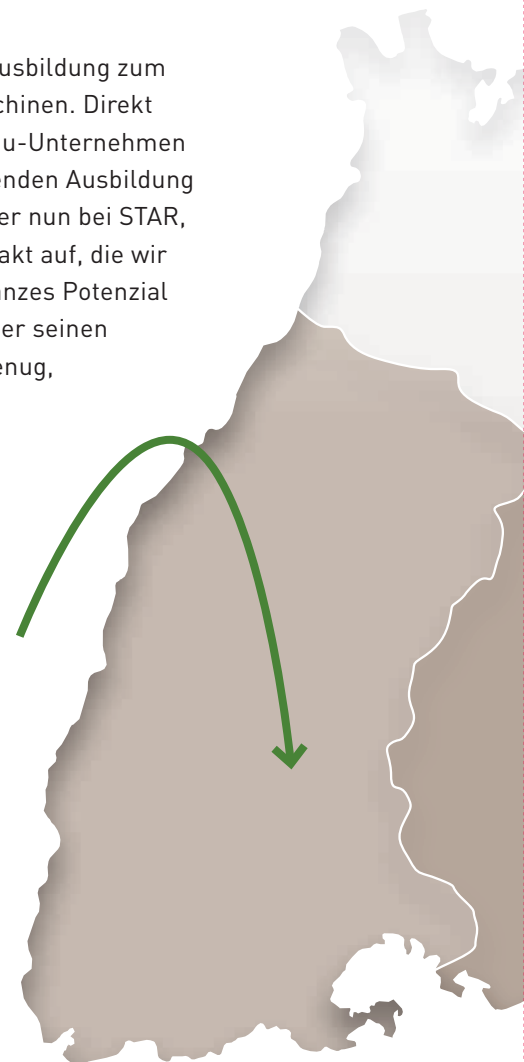 usbildung zum
chinen. Direkt
u-Unternehmen
enden Ausbildung
er nun bei STAR,
akt auf, die wir
anzes Potenzial
er seinen
enug,